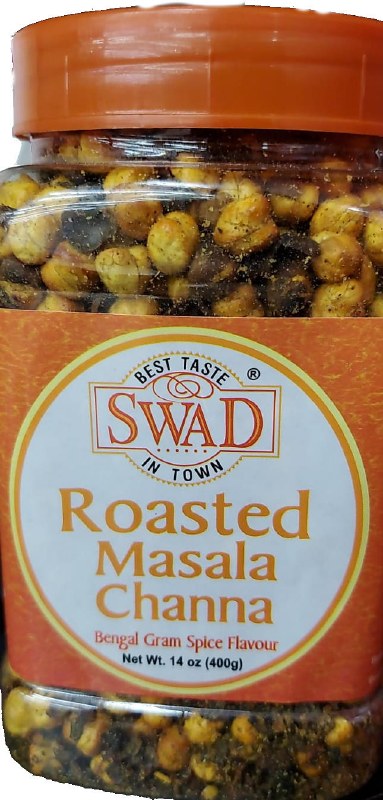 BEST TASTE
®
SWAD
IN TOWN
Roasted
Masala
Channa
Bengal Gram Spice Flavour
Net Wt. 14 oz (400g)